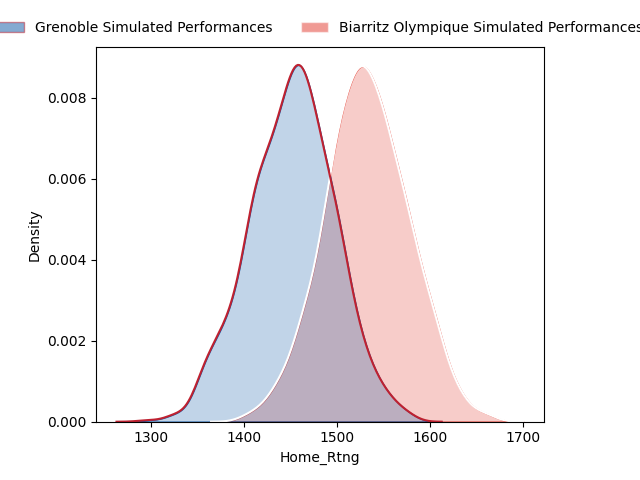 Grenoble Simulated Performances Biarritz Olympique Simulated Performances
0.008
0.006
0.004
0.002
0.000
Density
1300 1400 1500 1600 1700
Home_Rtng